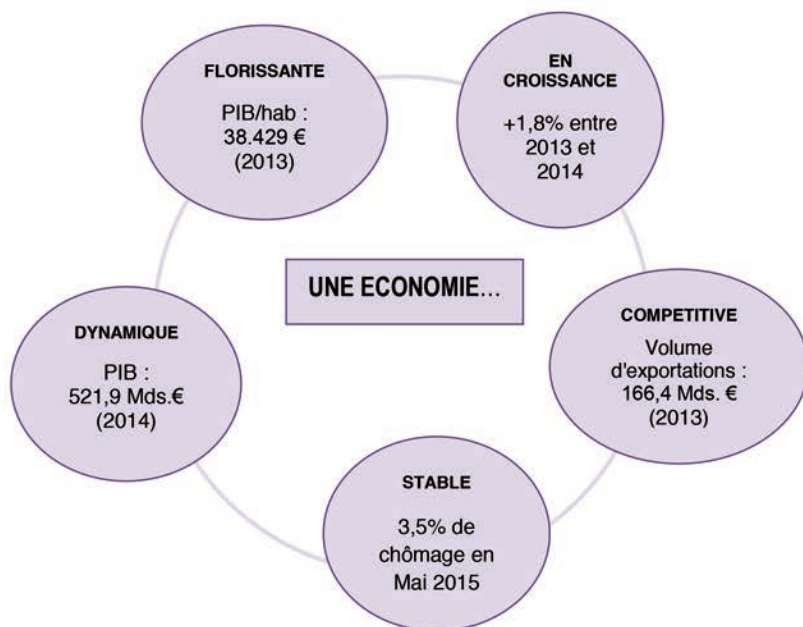 FLORISSANTE
PIB/hab :
38.429 €
(2013)
EN
CROISSANCE
+1,8% entre
2013 et
2014
UNE ECONOMIE...
COMPETITIVE
Volume
d'exportations :
166,4 Mds. €
(2013)
DYNAMIQUE
PIB :
521,9 Mds.€
(2014)
STABLE
3,5% de
chômage en
Mai 2015